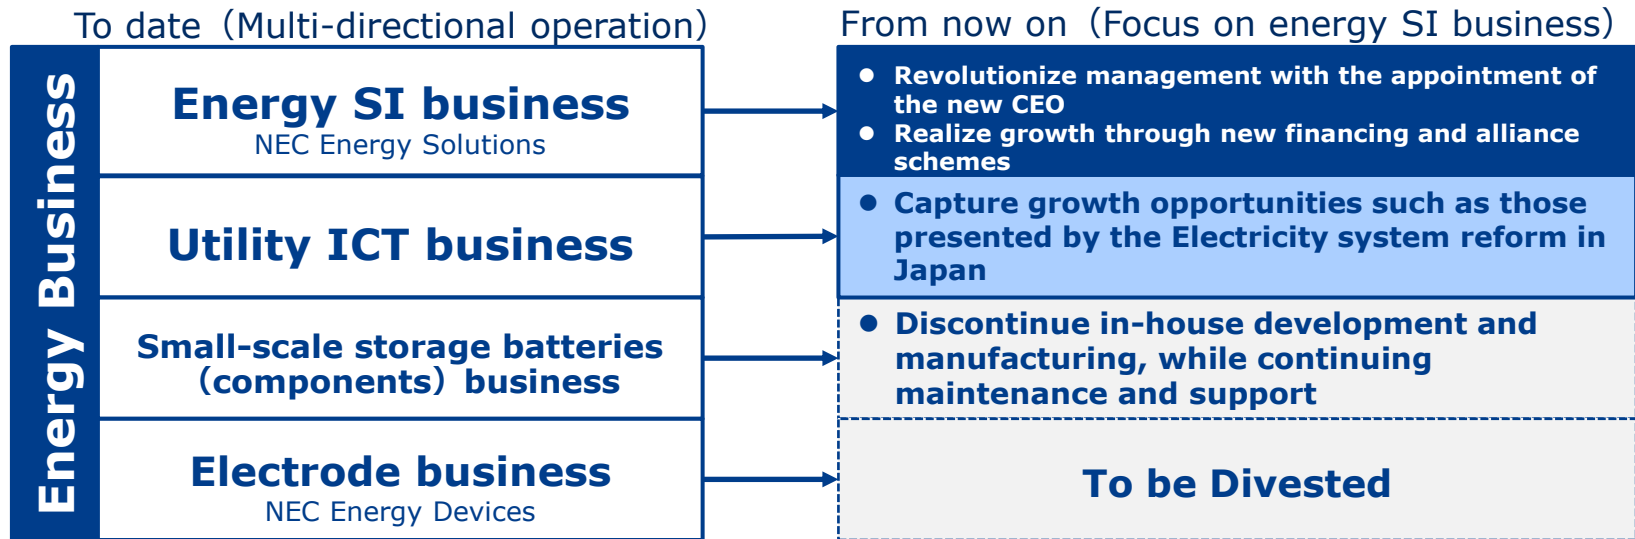 To date（Multi-directional operation）
From now on（Focus on energy SI business）
Energy Business
Energy SI business
NEC Energy Solutions
● Revolutionize management with the appointment of
the new CEO
● Realize growth through new financing and alliance
schemes
Utility ICT business
● Capture growth opportunities such as those
presented by the Electricity system reform in
Japan
Small-scale storage batteries
（components）business
● Discontinue in-house development and
manufacturing, while continuing
maintenance and support
Electrode business
NEC Energy Devices
To be Divested